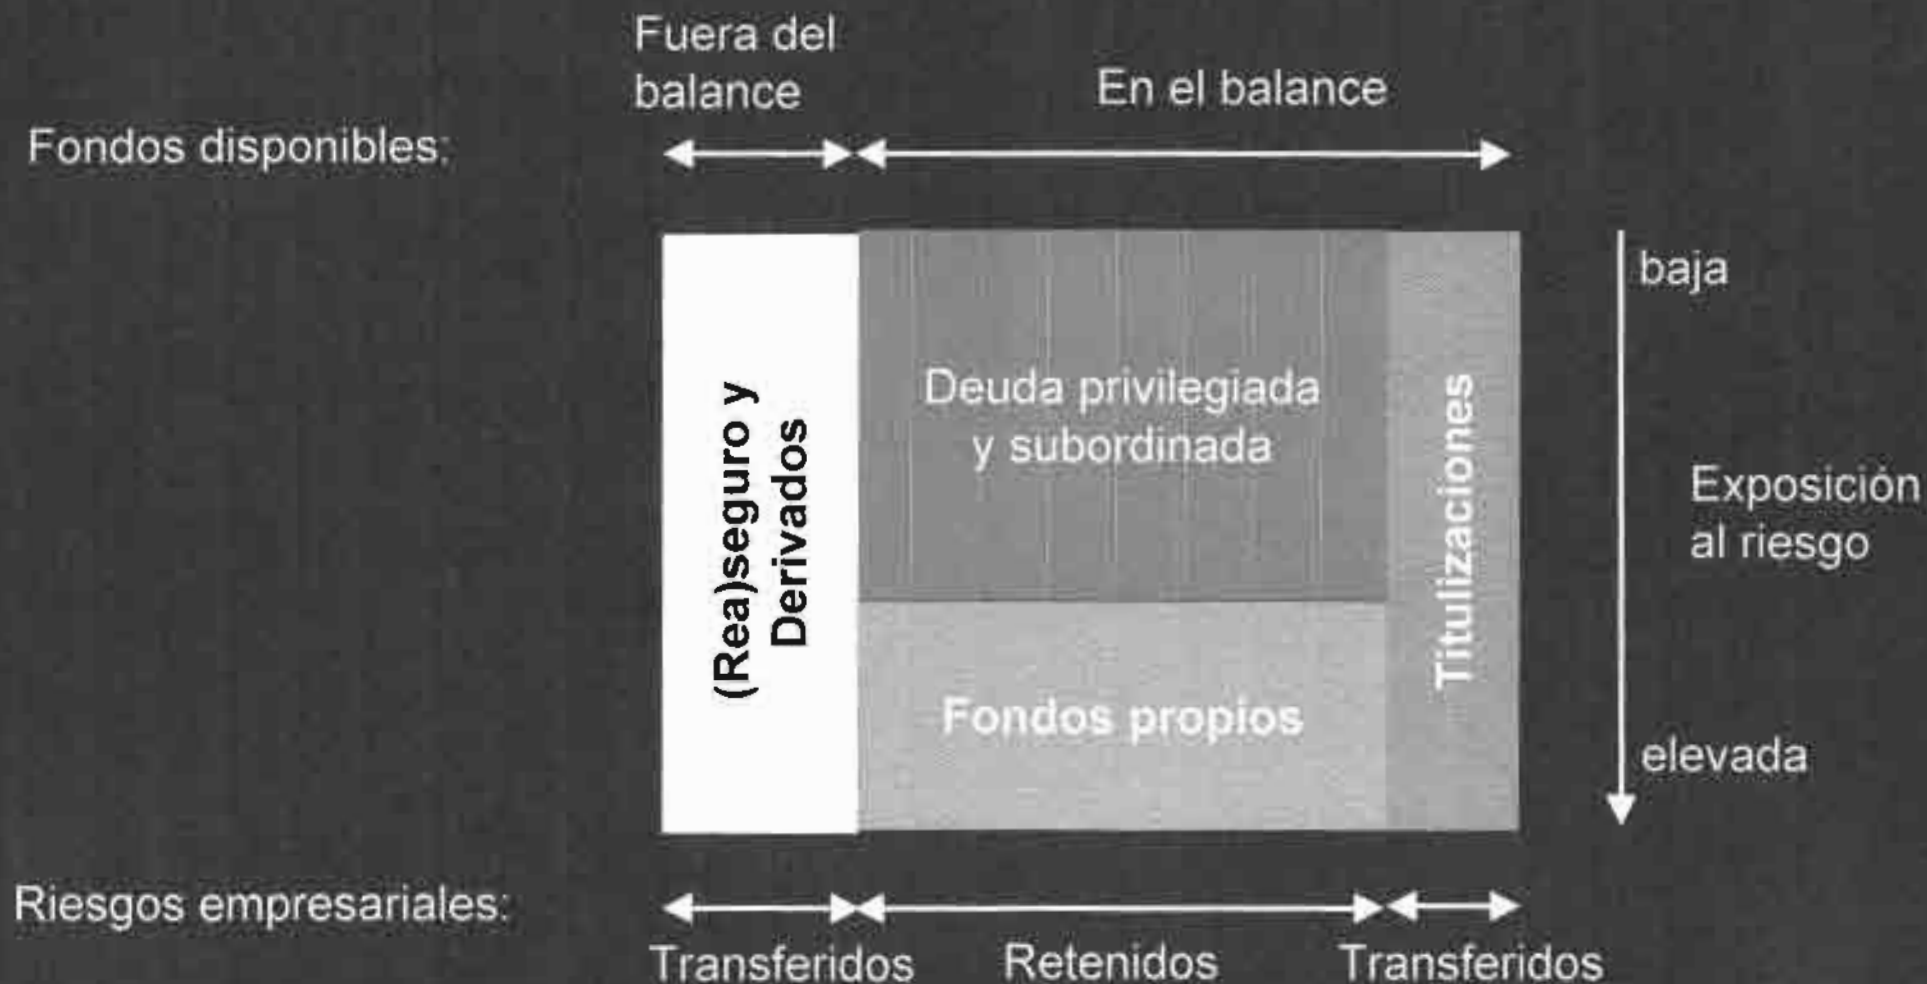 Fuera del
balance
En el balance
Fondos disponibles:
baja
Deuda privilegiada
y subordinada
(Rea)seguro y
Derivados
Titulizaciones
Exposición
al riesgo
Fondos propios
elevada
Riesgos empresariales:
Transferidos
Retenidos
Transferidos